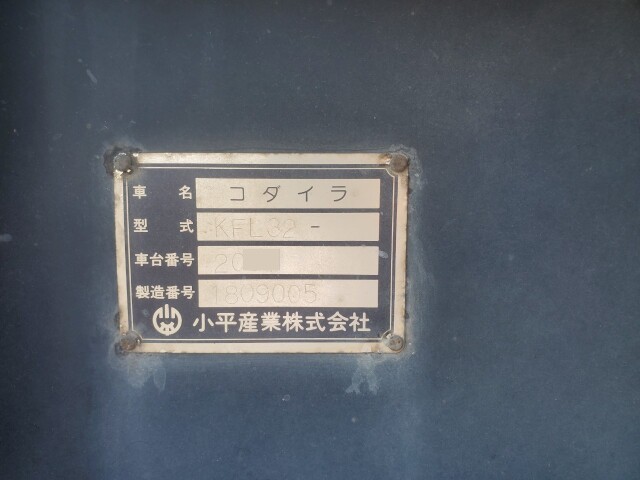 車名 コダイラ
型式 KFL32-
車台番号 20
製造番号 1809005
小平産業株式会社